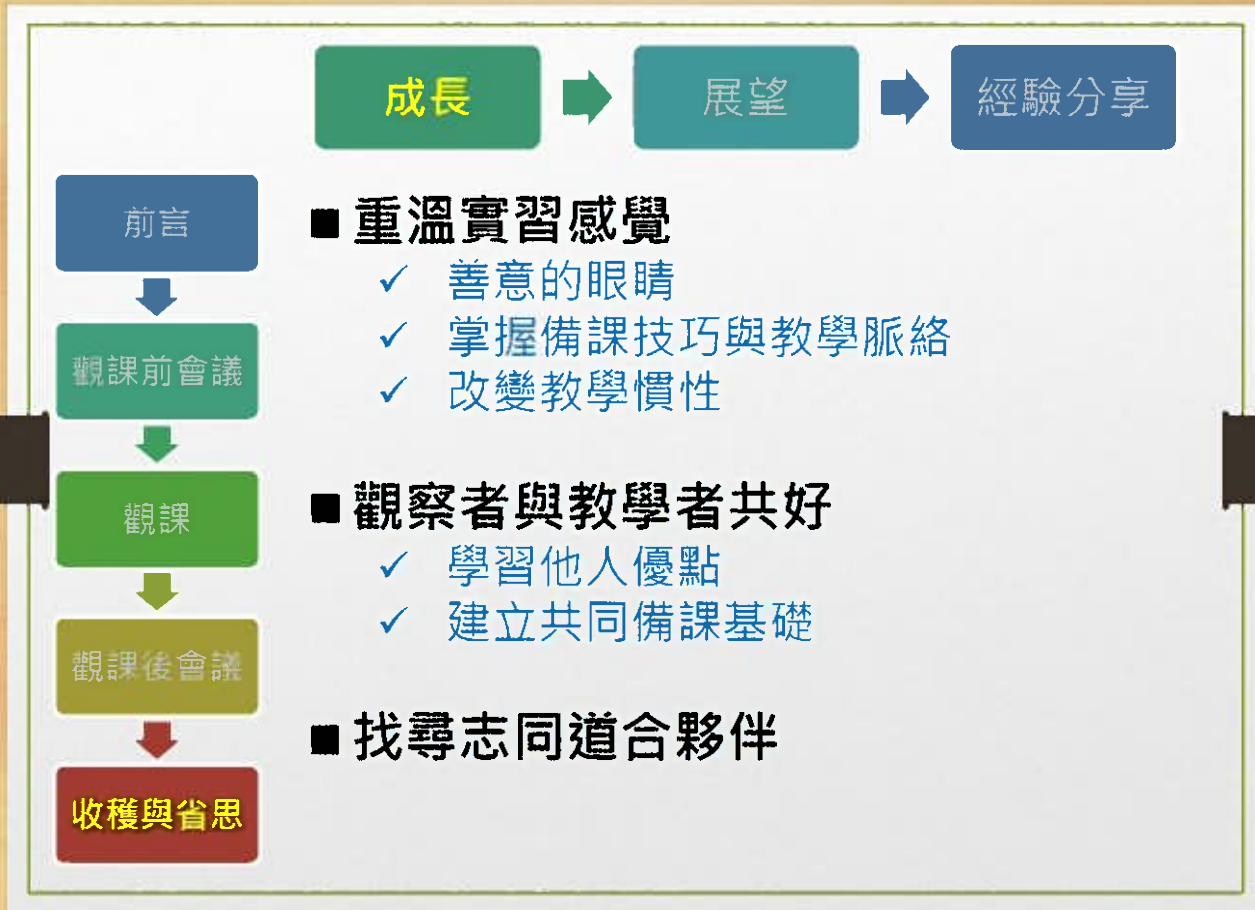 成長
展望
經驗分享
前言
觀課前會議
觀課
觀課後會議
收穫與省思
■重溫實習感覺
✓ 善意的眼睛
✓ 掌握備課技巧與教學脈絡
✓ 改變教學慣性
■觀察者與教學者共好
✓ 學習他人優點
✓ 建立共同備課基礎
■找尋志同道合夥伴